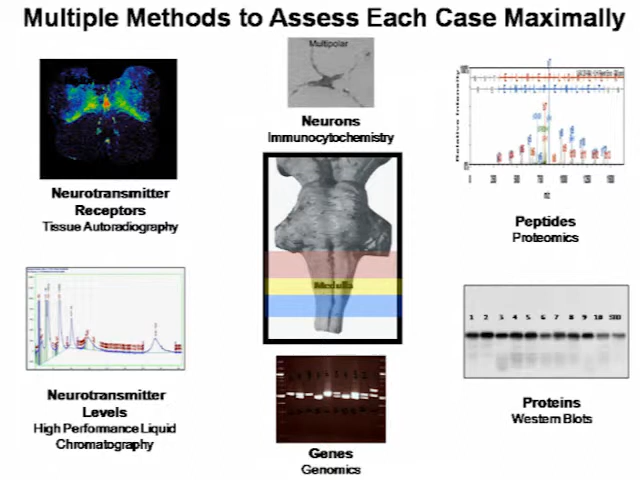 Multiple Methods to Assess Each Case Maximally
Multipolar
Neurons
Immunocytochemistry
Relative Intensity
Neurotransmitter
Receptors
Tissue Autoradiography
Peptides
Proteomics
Medulla
1 2 3 4 5 6 7 8 9 10
Neurotransmitter
Levels
High Performance Liquid
Chromatography
Proteins
Western Blots
Genes
Genomics